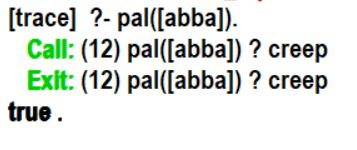 [trace]  ?- pal([abba]).
Call: (12) pal([abba]) ? creep
Exit: (12) pal([abba]) ? creep
true .